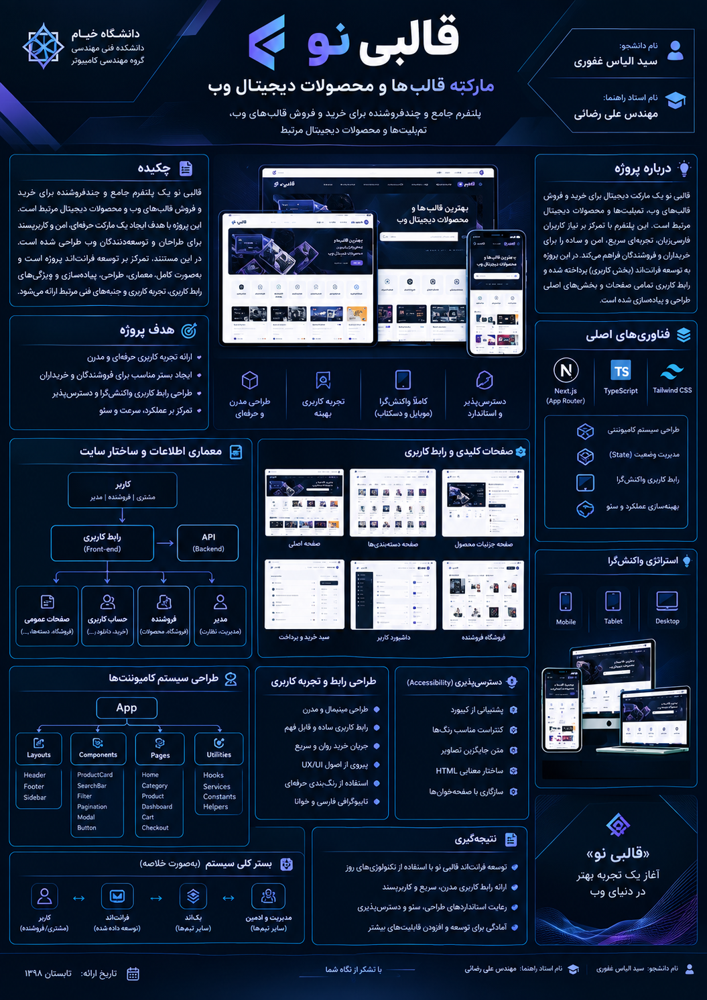 دانشگاه خیام
دانشکده فنی مهندسی
گروه مهندسی کامپیوتر
قالبی نو
مارکتِه قالب‌ها و محصولات دیجیتال وب
پلتفرم جامع و چندفروشنده برای خرید و فروش قالب‌های وب،
تمبلیت‌ها و محصولات دیجیتال مرتبط
نام دانشجو:
سید الیاس غفوری
نام استاد راهنما:
مهندس علی رضائی
درباره پروژه
قالبی نو یک مارکت دیجیتال برای خرید و فروش
قالب‌های وب، تمبلیت‌ها و محصولات دیجیتال
مرتبط است. این پلتفرم با تمرکز بر نیاز کاربران
فارسی‌زبان، تجربه‌ای سریع، امن و ساده را برای
خریداران و فروشندگان فراهم می‌کند. در این پروژه
به توسعه فرانت‌اند (بخش کاربری) پرداخته شده و
رابط کاربری تمامی صفحات و بخش‌های اصلی
طراحی و پیاده‌سازی شده است.
بهترین قالب‌ها و
محصولات دیجیتال وب
دسترس‌پذیر
و استاندارد
کاملاً واکنش‌گرا
(موبایل و دسکتاپ)
تجربه کاربری
بهینه
طراحی مدرن
و حرفه‌ای
چکیده
قالبی نو یک پلتفرم جامع و جندفروشنده برای خرید
و فروش قالب‌های وب و محصولات دیجیتال مرتبط است.
این پروژه با هدف ایجاد یک مارکت حرفه‌ای، امن و کاربرپسند
برای طراحان و توسعه‌دنندگان وب طراحی شده است.
در این مستنند، تمرکز بر توسعه فرانت‌اند پروژه است و
به‌صورت کامل، معماری، طراحی، پیاده‌سازی و ویژگی‌های
رابط کاربری، تجربه کاربری و جنبه‌های فنی مرتبط ارائه می‌شود.
هدف پروژه
ارائه تجربه کاربری حرفه‌ای و مدرن
ایجاد بستر مناسب برای فروشندگان و خریداران
طراحی رابط کاربری واکنشی‌گرا و دسترس‌پذیر
تمرکز بر عملکرد، سرعت و سئو
فناوری‌های اصلی
Next.js
(App Router)
TypeScript
Tailwind CSS
طراحی سیستم کامپوننتی
مدیریت وضعیت (State)
رابط کاربری واکنش‌گرا
بهینه‌سازی عملکرد و سئو
صفحات کلیدی و رابط کاربری
صفحه جزئیات محصول
صفحه دسته‌بندی‌ها
صفحه اصلی
فروشگاه فروشنده
داشبورد کاربر
سبد خرید و پرداخت
معماری اطلاعات و ساختار سایت
کاربر
مشتری | فروشنده | مدیر
رابط کاربری
(Front-end)
API
(Backend)
مدیر
(مدیریت، نظارت)
فروشنده
(فروشگاه، محصولات)
حساب کاربری
(خرید، دانلود، ...)
صفحات عمومی
(فروشگاه، دسته‌ها، ...)
استراتژی واکنش‌گرا
Mobile
Tablet
Desktop
دسترسی‌پذیری (Accessibility)
پشتیبانی از کیبورد
کنتراست مناسب رنگ‌ها
متن جایگزین تصاویر
ساختار معنایی HTML
سازگاری با صفحه‌خوان‌ها
طراحی رابط و تجربه کاربری
طراحی مینیمال و مدرن
رابط کاربری ساده و قابل فهم
جریان خرید روان و سریع
پیروی از اصول UX/UI
استفاده از رنگ‌بندی حرفه‌ای
تایپوگرافی فارسی و خوانا
طراحی سیستم کامپوننت‌ها
App
Layouts
Components
Pages
Utilities
Header
Footer
Sidebar
ProductCard
SearchBar
Filter
Pagination
Modal
Button
Home
Category
Product
Dashboard
Cart
Checkout
Hooks
Services
Constants
Helpers
«قالبی نو»
آغاز یک تجربه بهتر
در دنیای وب
نتیجه‌گیری
توسعه فرانت‌اند قالبی نو با استفاده از تکنولوژی‌های روز
ارائه رابط کاربری مدرن، سریع و کاربرپسند
رعایت استانداردهای طراحی، سئو و دسترس‌پذیری
آمادگی برای توسعه و افزودن قابلیت‌های بیشتر
بستر کلی سیستم (به‌صورت خلاصه)
مدیریت و ادمین
(سایر تیم‌ها)
بک‌اند
(سایر تیم‌ها)
فرانت‌اند
(توسعه داده شده)
کاربر
(مشتری/فروشنده)
نام دانشجو: سید الیاس غفوری
نام استاد راهنما: مهندس علی رضائی
با تشکر از نگاه شما
تاریخ ارائه: تابستان ۱۳۹۸